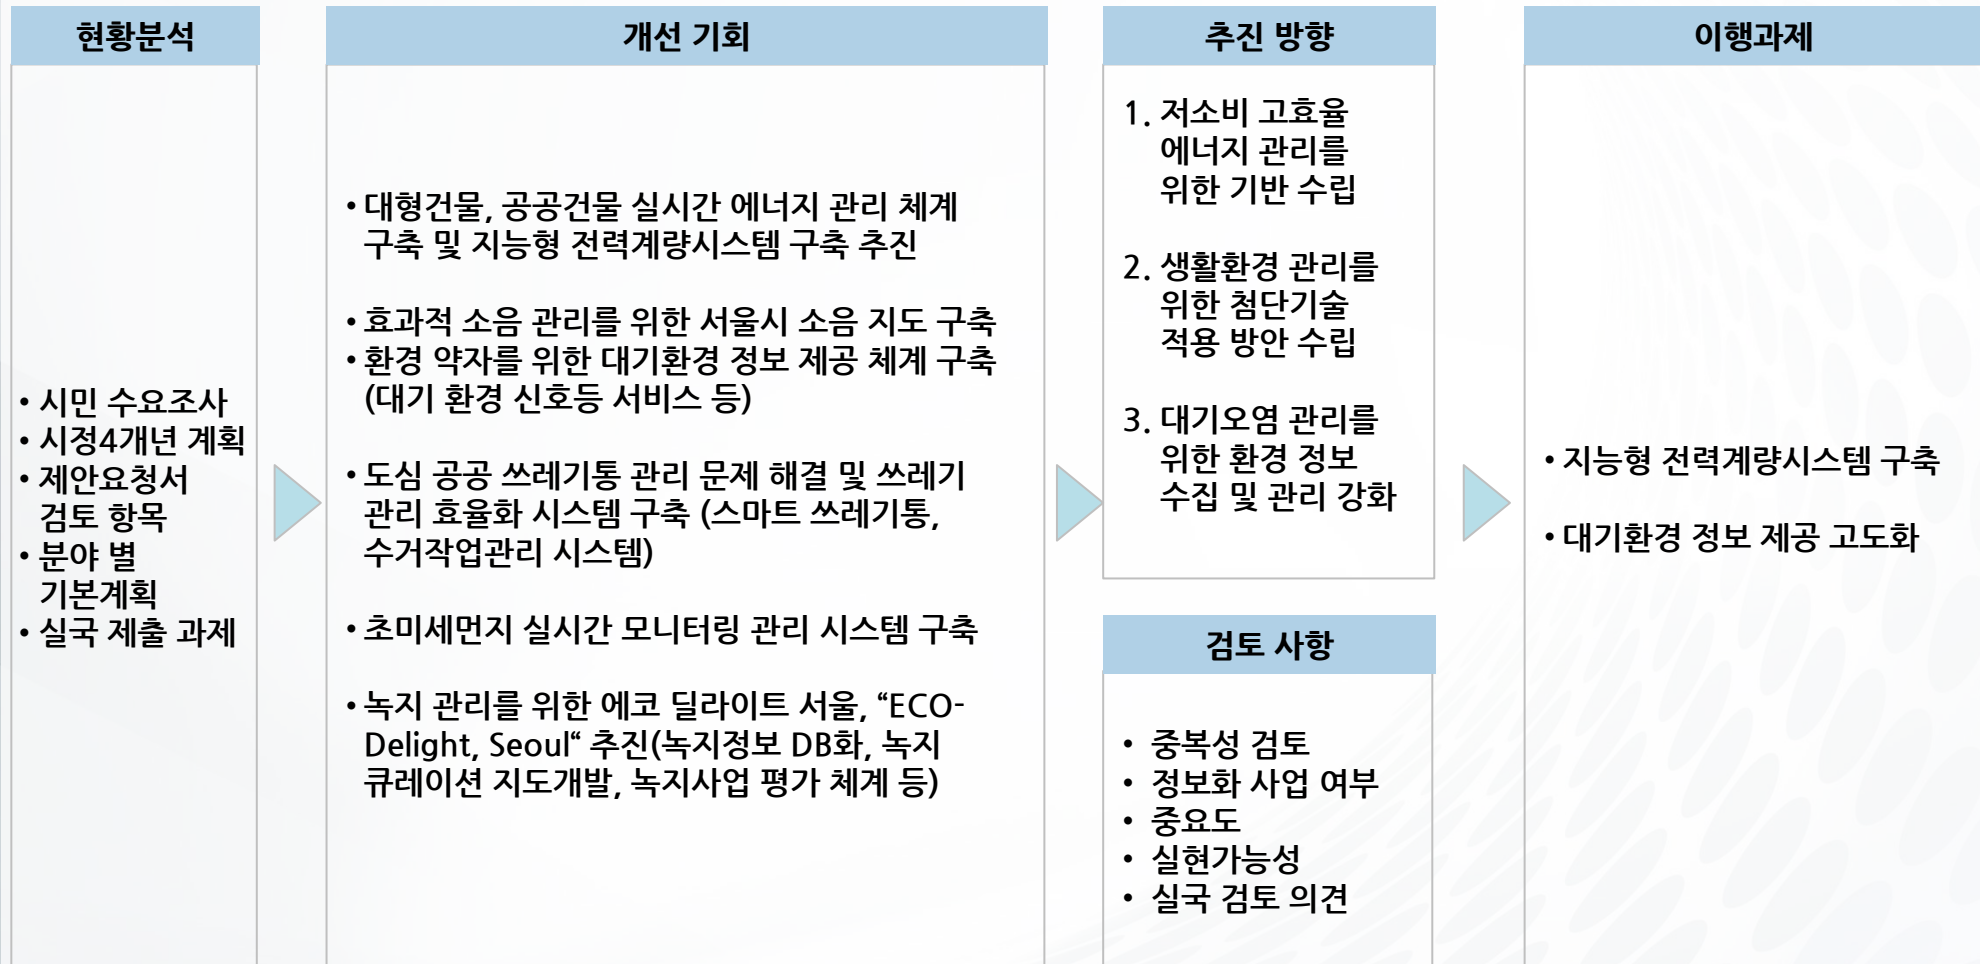 현황분석
• 시민 수요조사
• 시정4개년 계획
• 제안요청서
검토 항목
• 분야 별
기본계획
• 실국 제출 과제
개선 기회
• 대형건물, 공공건물 실시간 에너지 관리 체계
구축 및 지능형 전력계량시스템 구축 추진
• 효과적 소음 관리를 위한 서울시 소음 지도 구축
• 환경 약자를 위한 대기환경 정보 제공 체계 구축
(대기 환경 신호등 서비스 등)
• 도심 공공 쓰레기통 관리 문제 해결 및 쓰레기
관리 효율화 시스템 구축 (스마트 쓰레기통,
수거작업관리 시스템)
• 초미세먼지 실시간 모니터링 관리 시스템 구축
• 녹지 관리를 위한 에코 딜라이트 서울, “ECO-
Delight, Seoul“ 추진(녹지정보 DB화, 녹지
큐레이션 지도개발, 녹지사업 평가 체계 등)
추진 방향
1. 저소비 고효율
에너지 관리를
위한 기반 수립
2. 생활환경 관리를
위한 첨단기술
적용 방안 수립
3. 대기오염 관리를
위한 환경 정보
수집 및 관리 강화
검토 사항
• 중복성 검토
• 정보화 사업 여부
• 중요도
• 실현가능성
• 실국 검토 의견
이행과제
• 지능형 전력계량시스템 구축
• 대기환경 정보 제공 고도화